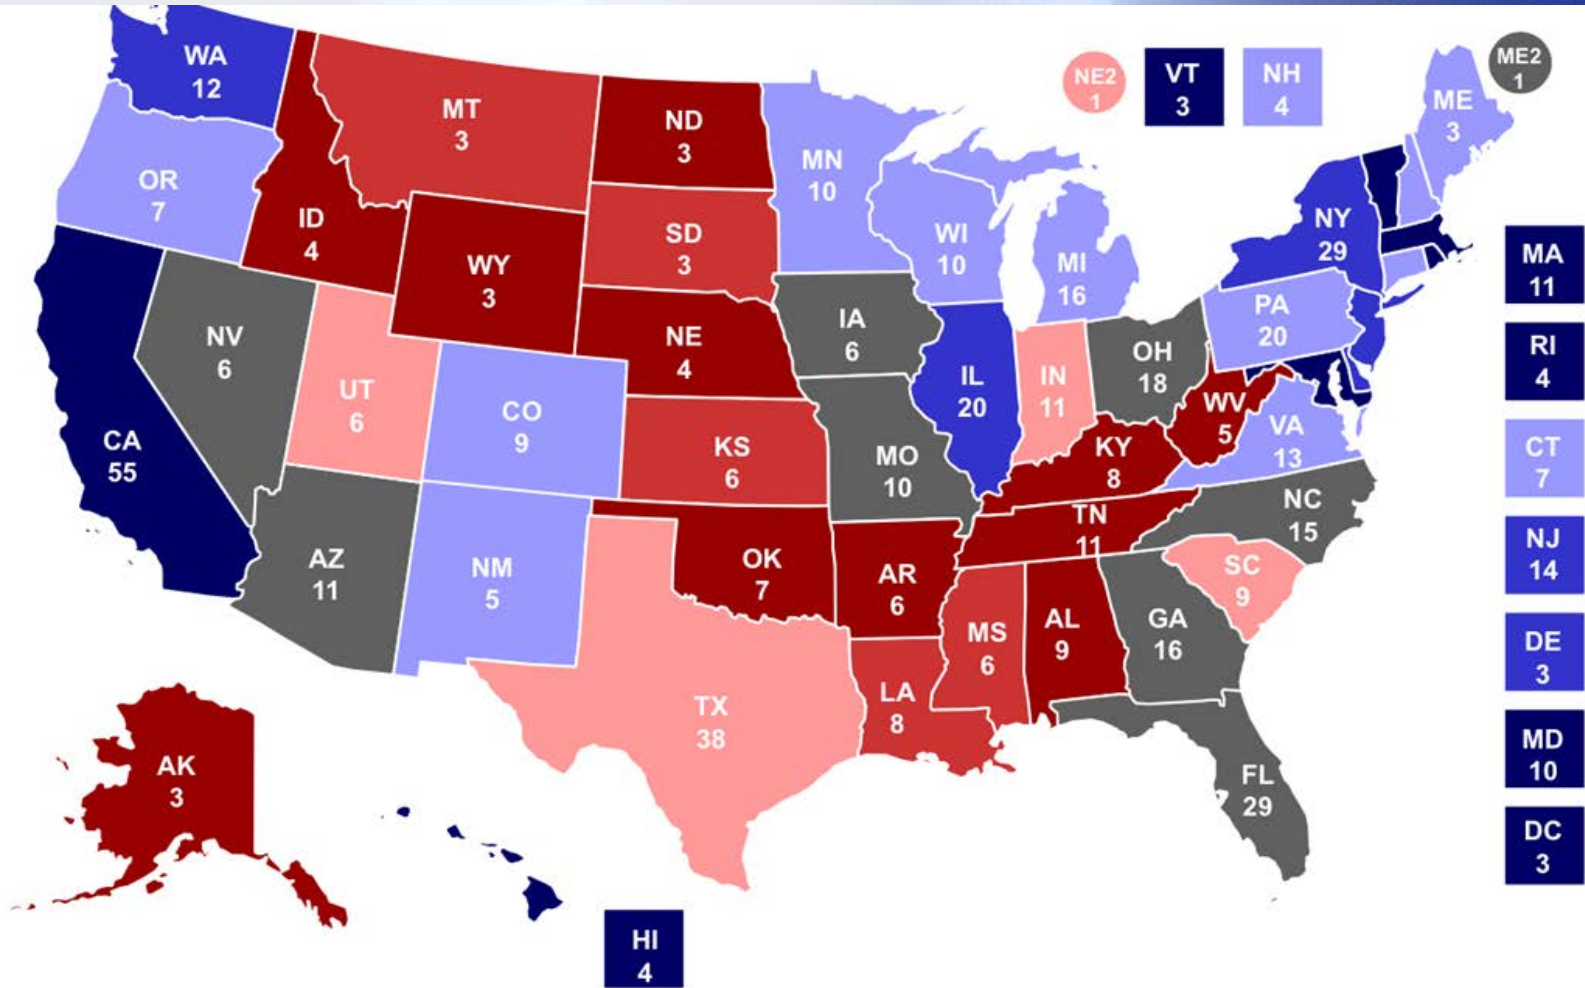 WA
12
OR
7
CA
55
NV
6
ID
4
MT
3
WY
3
UT
6
CO
9
AZ
11
NM
5
ND
3
SD
3
NE
4
KS
6
OK
7
TX
38
MN
10
IA
6
MO
10
AR
6
LA
8
WI
10
IL
20
MI
16
IN
11
OH
18
KY
8
TN
11
MS
6
AL
9
GA
16
FL
29
SC
9
NC
15
VA
13
WV
5
PA
20
NY
29
ME
3
NE2
1
VT
3
NH
4
ME2
1
MA
11
RI
4
CT
7
NJ
14
DE
3
MD
10
DC
3
AK
3
HI
4